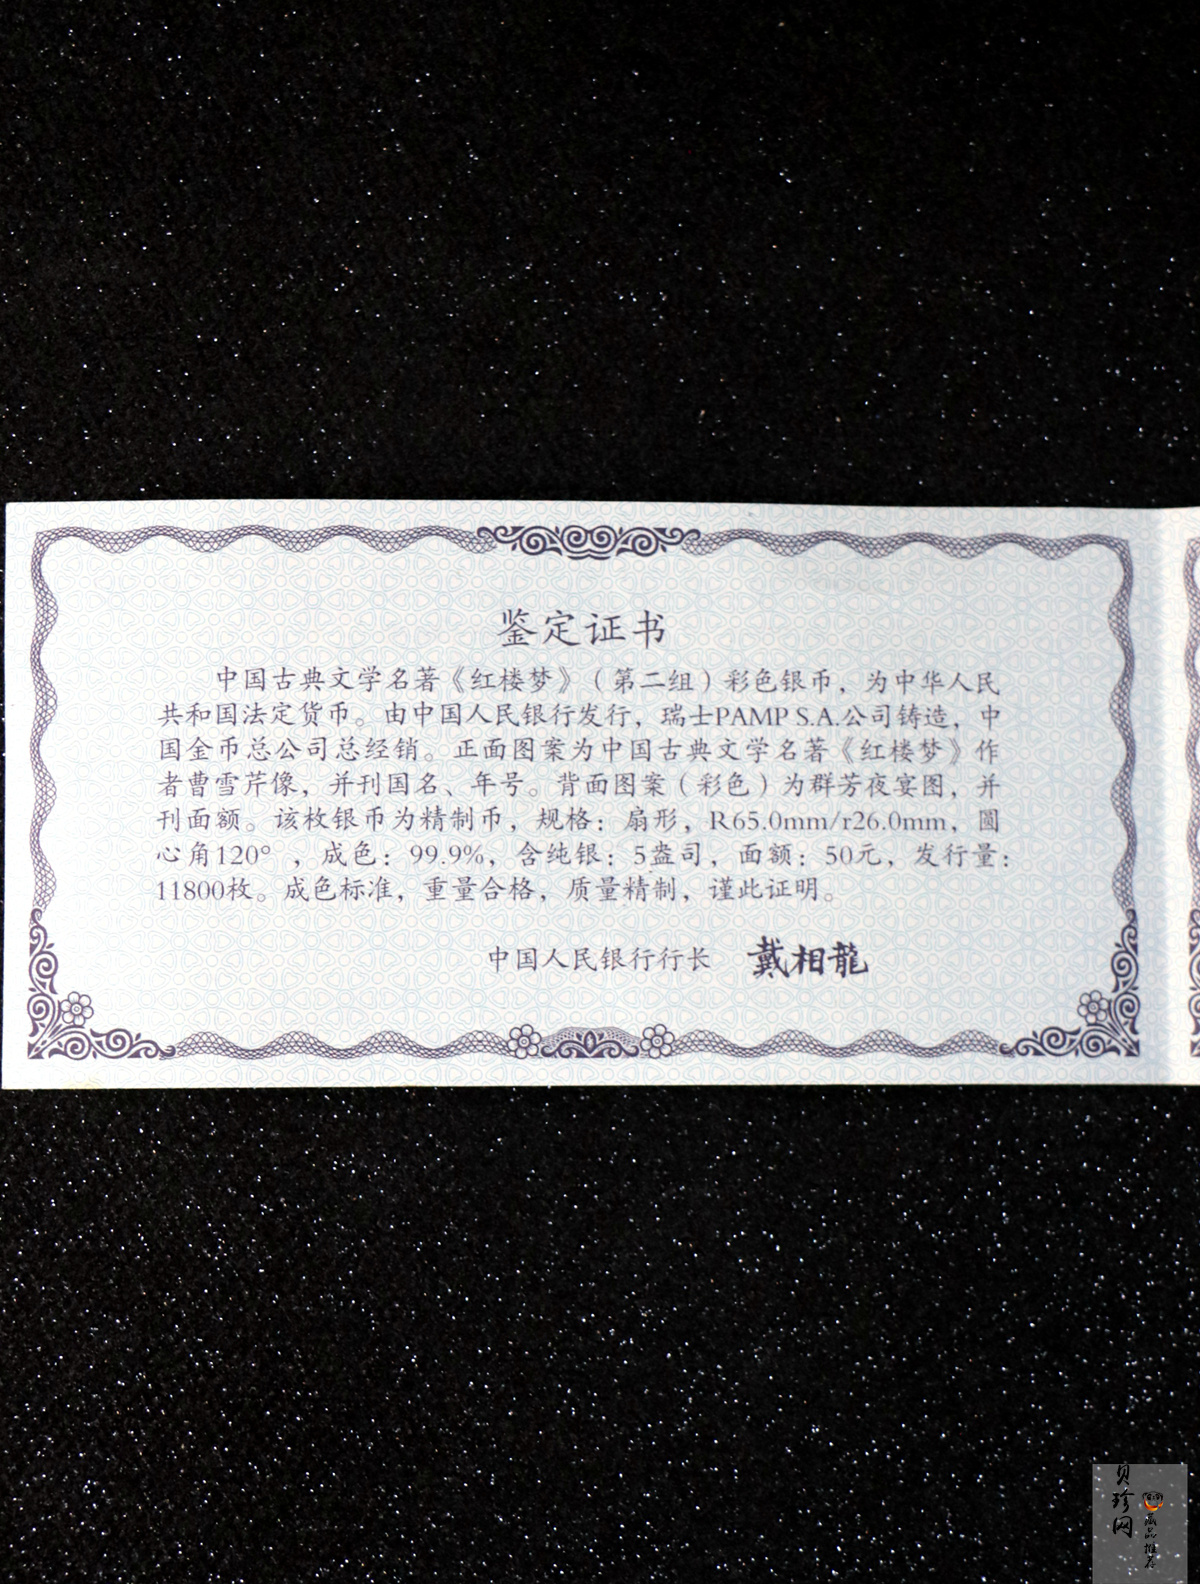 鉴定证书
中国古典文学名著《红楼梦》（第二组）彩色银币，为中华人民
共和国法定货币。由中国人民银行发行，瑞士PAMP S.A.公司铸造，中
国金币总公司总经销。正面图案为中国古典文学名著《红楼梦》作
者曹雪芹像，并刊国名、年号。背面图案（彩色）为群芳夜宴图，并
刊面额。该枚银币为精制币，规格：扇形，R65.0mm/r26.0mm，圆
心角120°，成色：99.9%，含纯银：5盎司，面额：50元，发行量：
11800枚。成色标准，重量合格，质量精制，谨此证明。
中国人民银行行长 戴相龍
贝珍网
藏品推荐